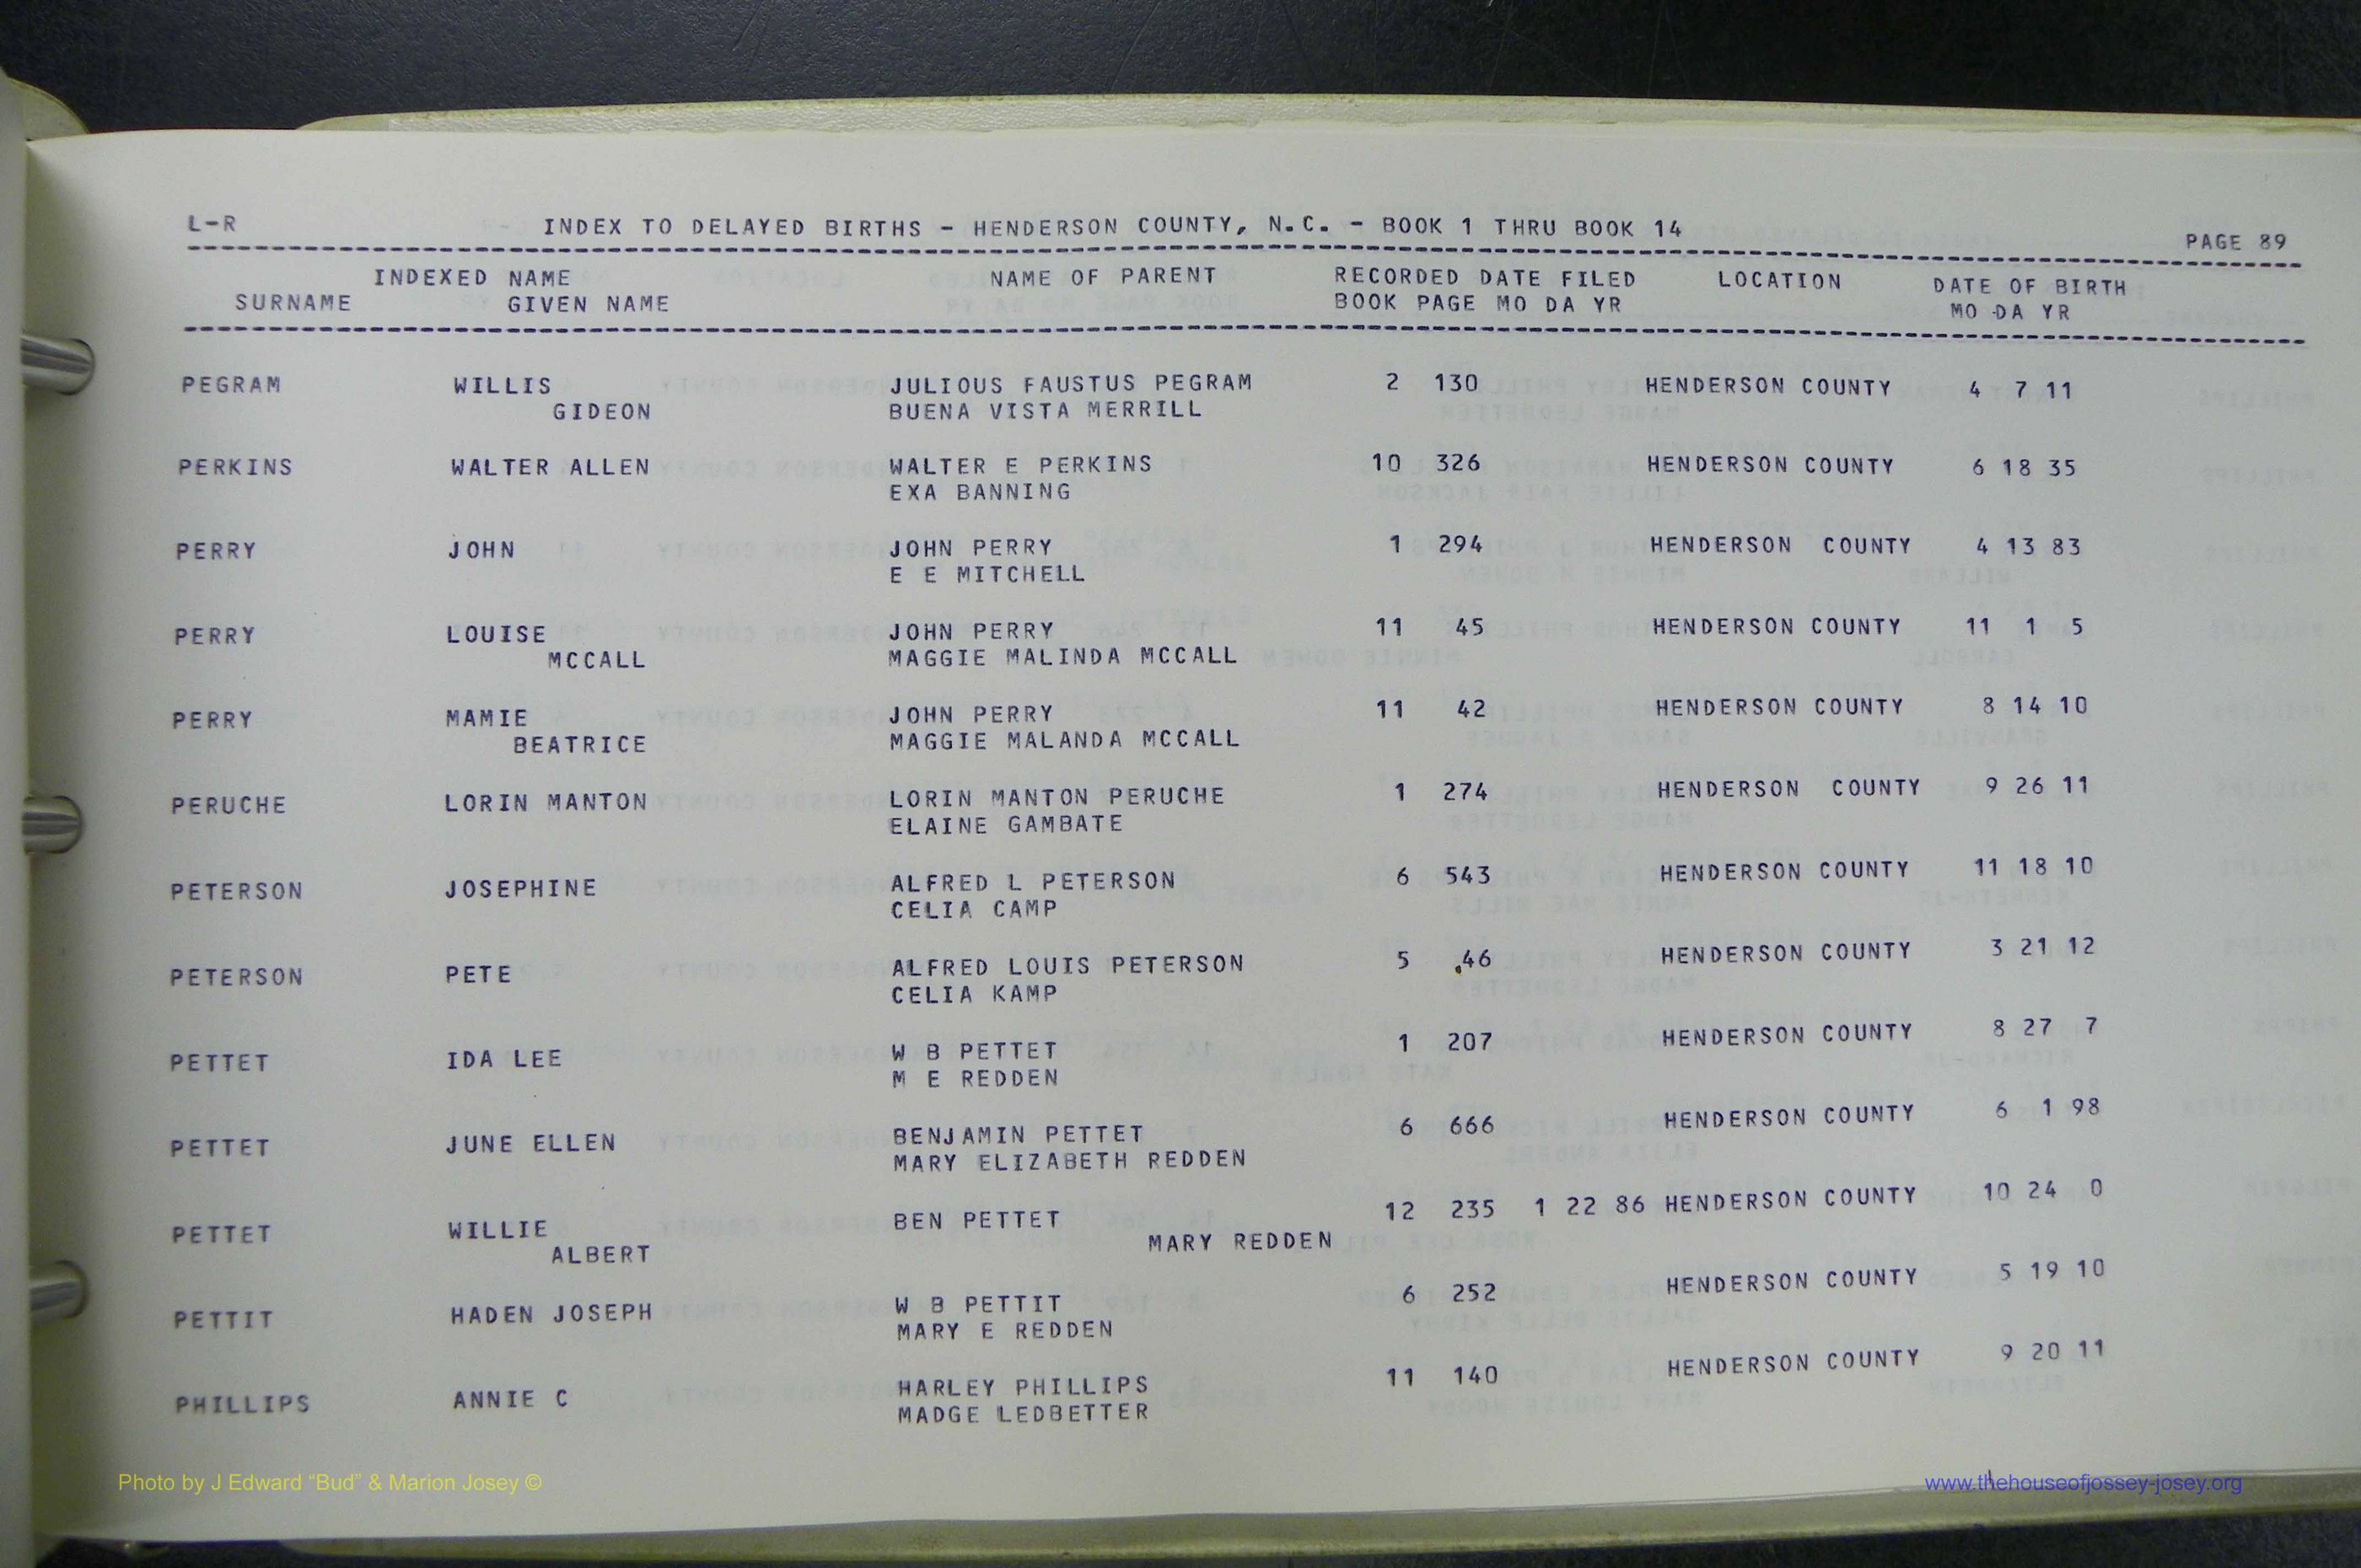 L-R INDEX TO DELAYED BIRTHS - HENDERSON COUNTY, N.C. - BOOK 1 THRU BOOK 14 PAGE 89
INDEXED NAME NAME OF PARENT RECORDED DATE FILED LOCATION DATE OF BIRTH
SURNAME GIVEN NAME BOOK PAGE MO DA YR MO DA YR
PEGRAM WILLIS JULIOUS FAUSTUS PEGRAM 2 130 HENDERSON COUNTY 4 7 11
GIDEON BUENA VISTA MERRILL
PERKINS WALTER ALLEN WALTER E PERKINS 10 326 HENDERSON COUNTY 6 18 35
EXA BANNING
PERRY JOHN JOHN PERRY 1 294 HENDERSON COUNTY 4 13 83
E E MITCHELL
PERRY LOUISE JOHN PERRY 11 45 HENDERSON COUNTY 11 1 5
MCCALL MAGGIE MALINDA MCCALL
PERRY MAMIE JOHN PERRY 11 42 HENDERSON COUNTY 8 14 10
BEATRICE MAGGIE MALANDA MCCALL
PERUCHE LORIN MANTON LORIN MANTON PERUCHE 1 274 HENDERSON COUNTY 9 26 11
ELAINE GAMBATE
PETERSON JOSEPHINE ALFRED L PETERSON 6 543 HENDERSON COUNTY 11 18 10
CELIA CAMP
PETERSON PETE ALFRED LOUIS PETERSON 5 46 HENDERSON COUNTY 3 21 12
CELIA KAMP
PETTET IDA LEE W B PETTET 1 207 HENDERSON COUNTY 8 27 7
M E REDDEN
PETTET JUNE ELLEN BENJAMIN PETTET 6 666 HENDERSON COUNTY 6 1 98
MARY ELIZABETH REDDEN
PETTET WILLIE BEN PETTET 12 235 1 22 86 HENDERSON COUNTY 10 24 0
ALBERT MARY REDDEN
PETTIT HADEN JOSEPH W B PETTIT 6 252 HENDERSON COUNTY 5 19 10
MARY E REDDEN
PHILLIPS ANNIE C HARLEY PHILLIPS 11 140 HENDERSON COUNTY 9 20 11
MADGE LEDBETTER
Photo by J Edward “Bud” & Marion Josey © www.thehouseofjossey-josey.org